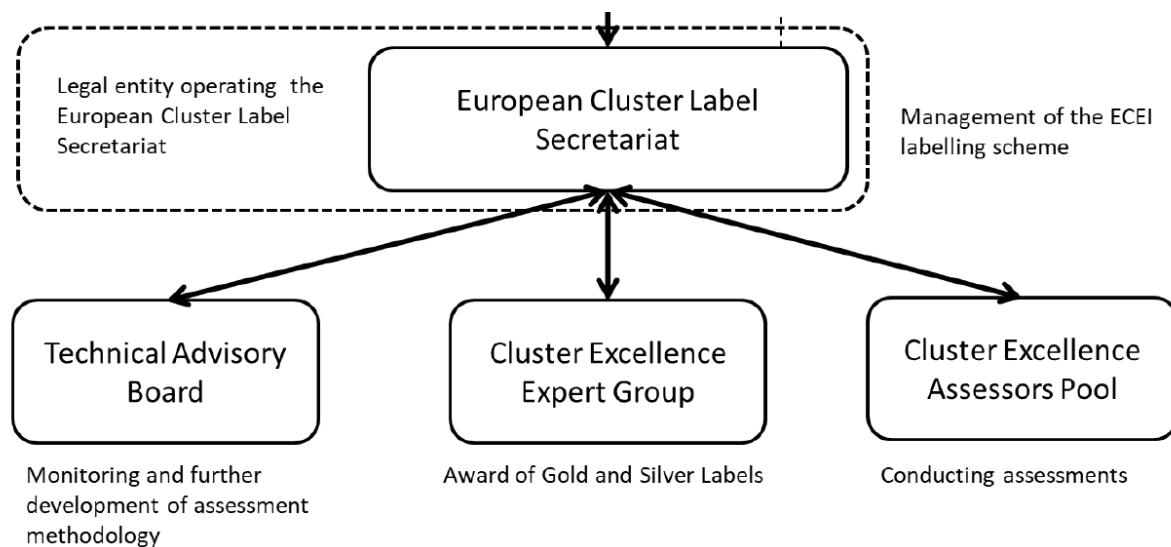 Legal entity operating the
European Cluster Label
Secretariat
European Cluster Label
Secretariat
Management of the ECEI
labelling scheme
Technical Advisory
Board
Cluster Excellence
Expert Group
Cluster Excellence
Assessors Pool
Monitoring and further
development of assessment
methodology
Award of Gold and Silver Labels
Conducting assessments